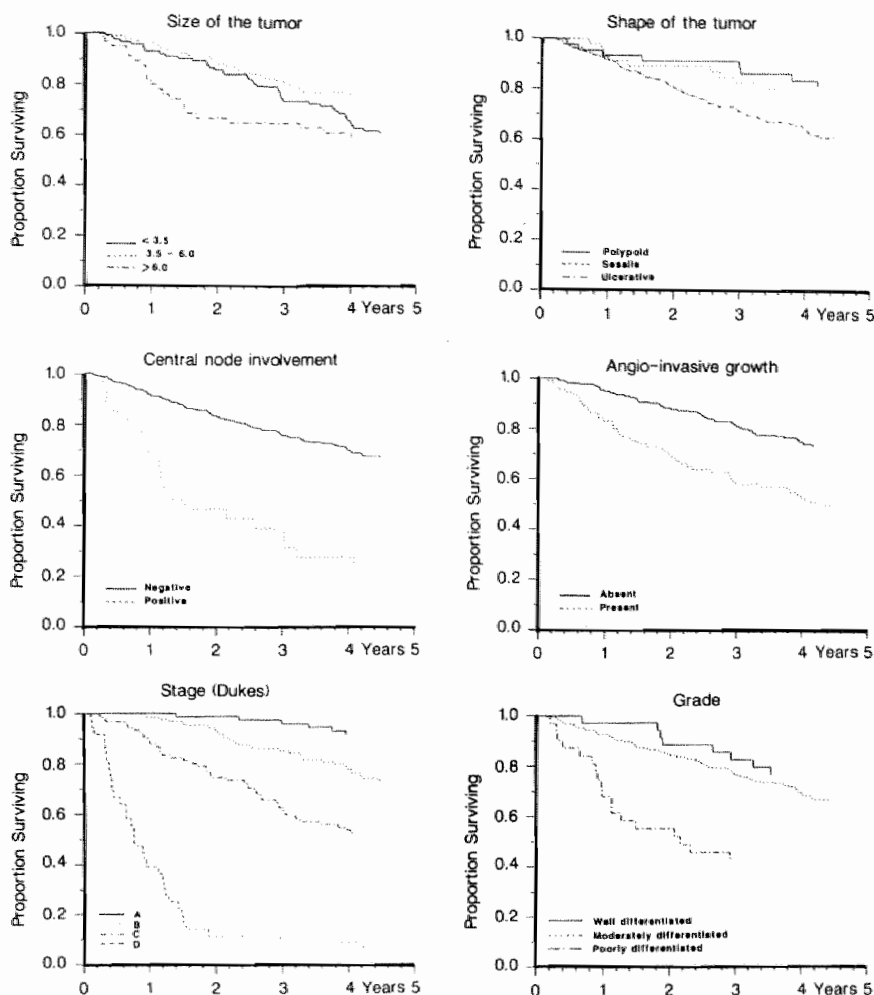 Size of the tumor
Proportion Surviving
1.0
0.8
0.6
0.4
0.2
0.0
< 3.5
3.5 - 6.0
>6.0
0 1 2 3 4 Years 5
Shape of the tumor
Proportion Surviving
1.0
0.8
0.6
0.4
0.2
0.0
Polypoid
Sessile
Ulcerative
0 1 2 3 4 Years 5
Central node involvement
Proportion Surviving
1.0
0.8
0.6
0.4
0.2
0.0
Negative
Positive
0 1 2 3 4 Years 5
Angio-invasive growth
Proportion Surviving
1.0
0.8
0.6
0.4
0.2
0.0
Absent
Present
0 1 2 3 4 Years 5
Stage (Dukes)
Proportion Surviving
1.0
0.8
0.6
0.4
0.2
0.0
A
B
C
D
0 1 2 3 4 Years 5
Grade
Proportion Surviving
1.0
0.8
0.6
0.4
0.2
0.0
Well differentiated
Moderately differentiated
Poorly differentiated
0 1 2 3 4 Years 5